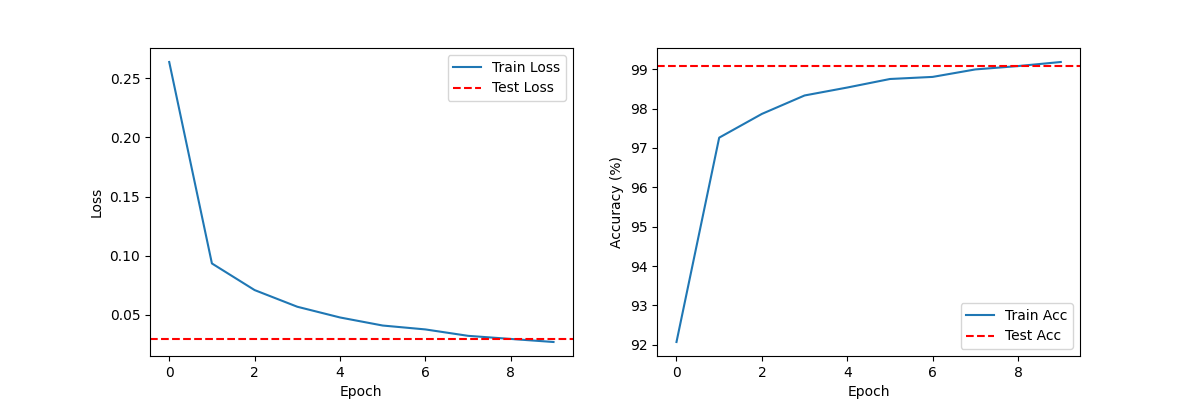 0.25
0.20
0.15
0.10
0.05
Loss
0 2 4 6 8
Epoch
Train Loss
Test Loss
99
98
97
96
95
94
93
92
Accuracy (%)
0 2 4 6 8
Epoch
Train Acc
Test Acc